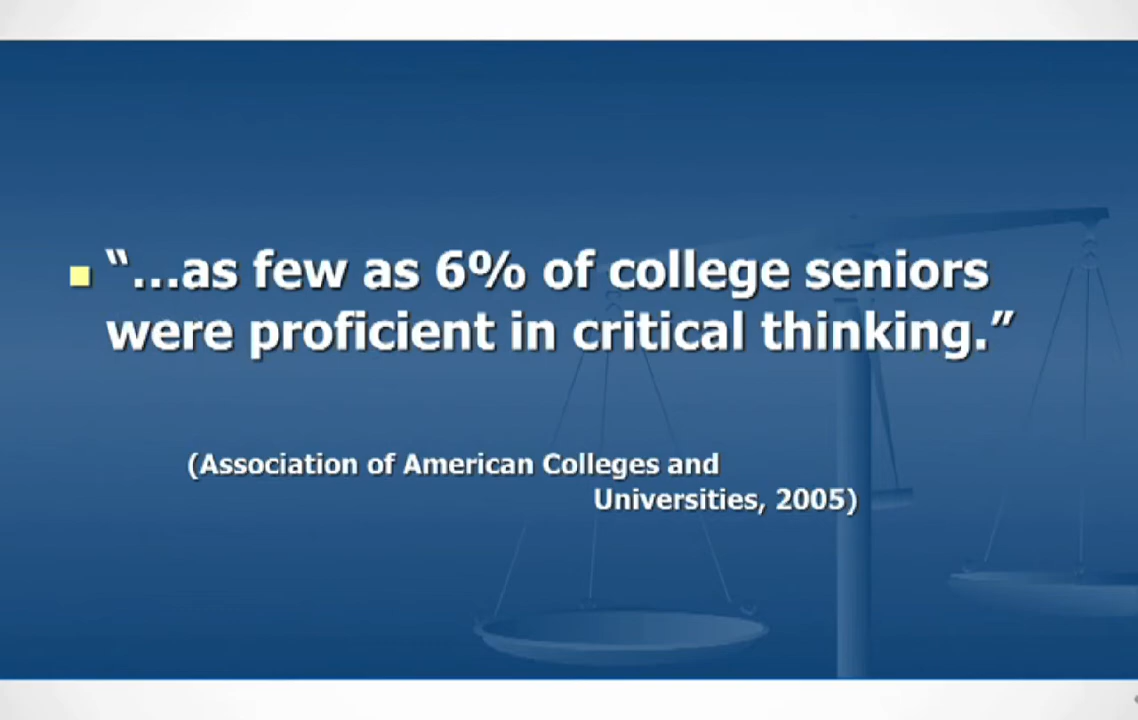 “…as few as 6% of college seniors
were proficient in critical thinking.”
(Association of American Colleges and
Universities, 2005)